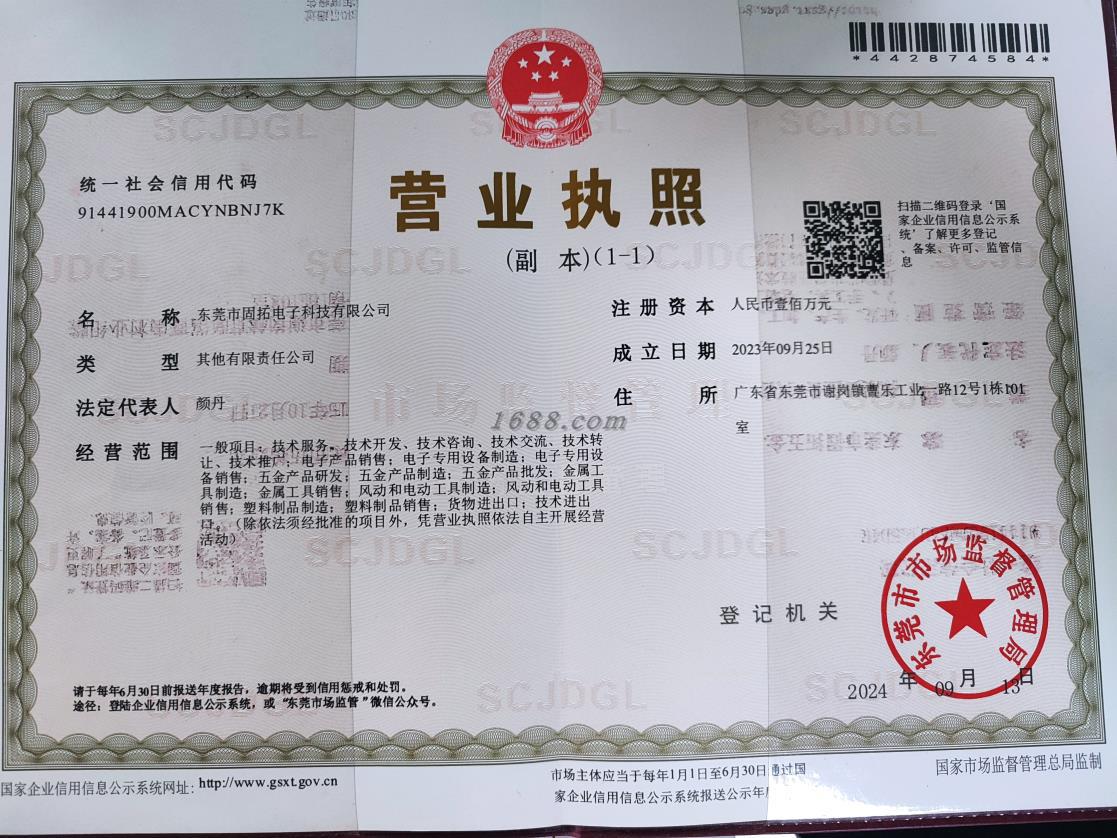 *442874584*
统一社会信用代码
91441900MACYNBNJ7K
营业执照
(副 本)(1-1)
扫描二维码登录‘国
家企业信用信息公示系
统’了解更多登记
、备案、许可、监管信
息
名 称 东莞市固拓电子科技有限公司
类 型 其他有限责任公司
法定代表人 颜丹
经营范围 一般项目:技术服务、技术开发、技术咨询、技术交流、技术转
让、技术推广;电子产品销售;电子专用设备制造;电子专用设
备销售;五金产品研发;五金产品制造;五金产品批发;金属工
具制造;金属工具销售;风动和电动工具制造;风动和电动工具
销售;塑料制品制造;塑料制品销售;货物进出口;技术进出
口。(除依法须经批准的项目外,凭营业执照依法自主开展经营
活动)
注册资本 人民币壹佰万元
成立日期 2023年09月25日
住 所 广东省东莞市谢岗镇曹乐工业一路12号1栋101
室
1688.com
登记机关
东莞市市场监督管理局
2024 年 09 月 13 日
请于每年6月30日前报送年度报告,逾期将受到信用惩戒和处罚。
途径:登陆企业信用信息公示系统,或“东莞市场监管”微信公众号。
国家企业信用信息公示系统网址:http://www.gsxt.gov.cn
市场主体应当于每年1月1日至6月30日通过国
家企业信用信息公示系统报送公示年
国家市场监督管理总局监制
SCJDGL